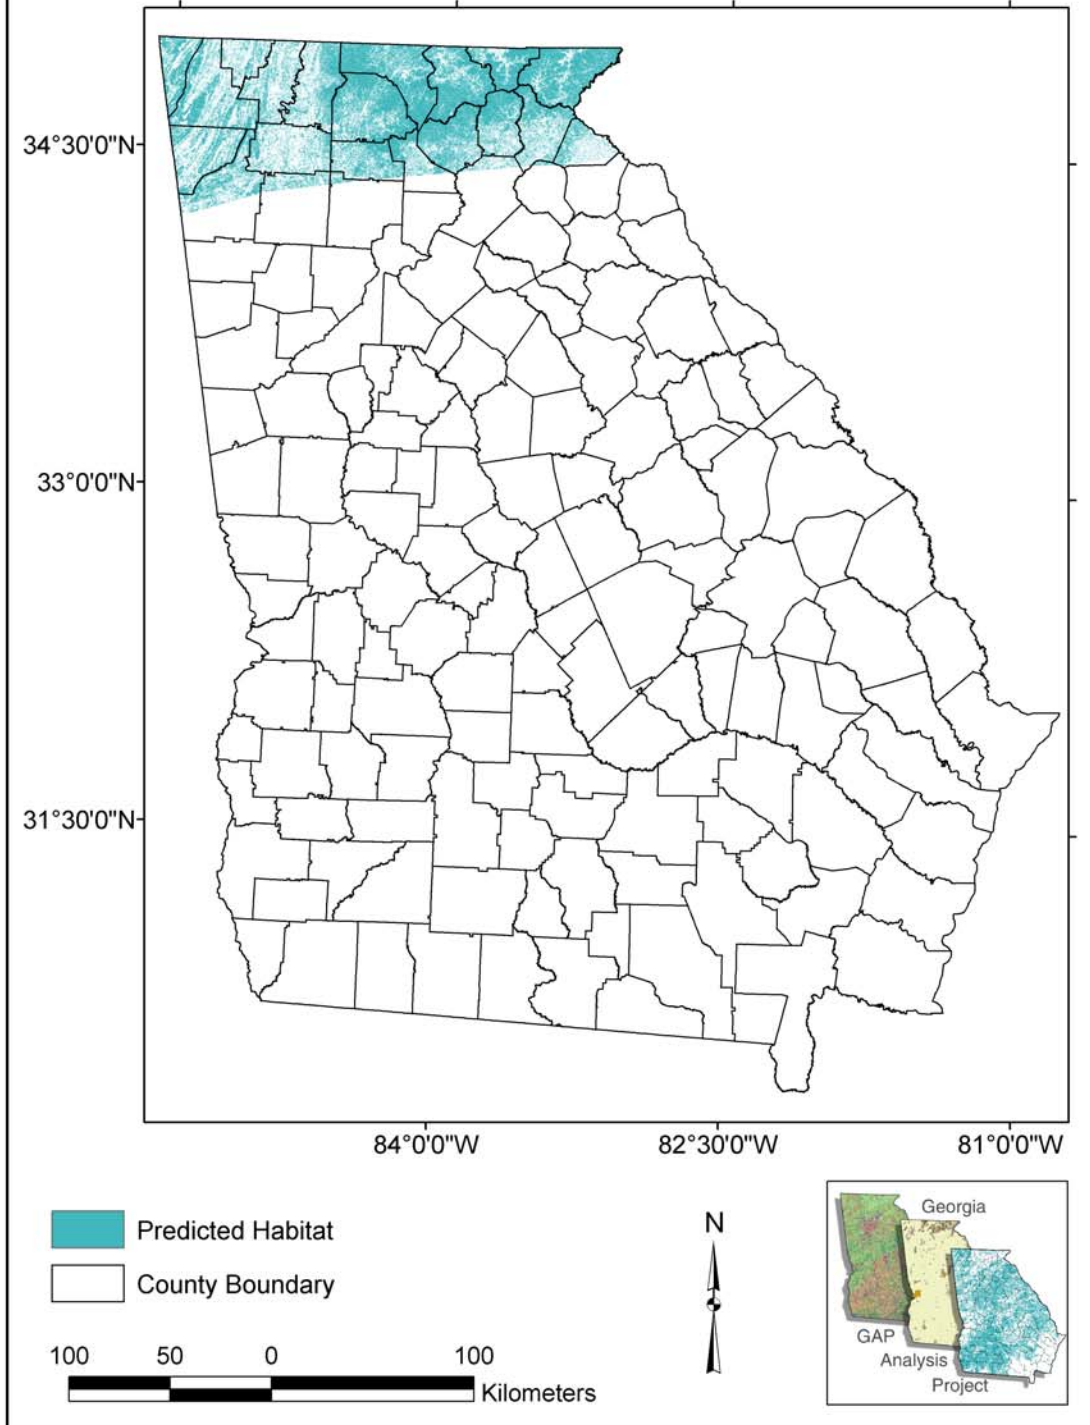 34°30'0"N
33°0'0"N
31°30'0"N
84°0'0"W 82°30'0"W 81°0'0"W
Predicted Habitat
County Boundary
100 50 0 100
Kilometers
N
Georgia
GAP
Analysis
Project